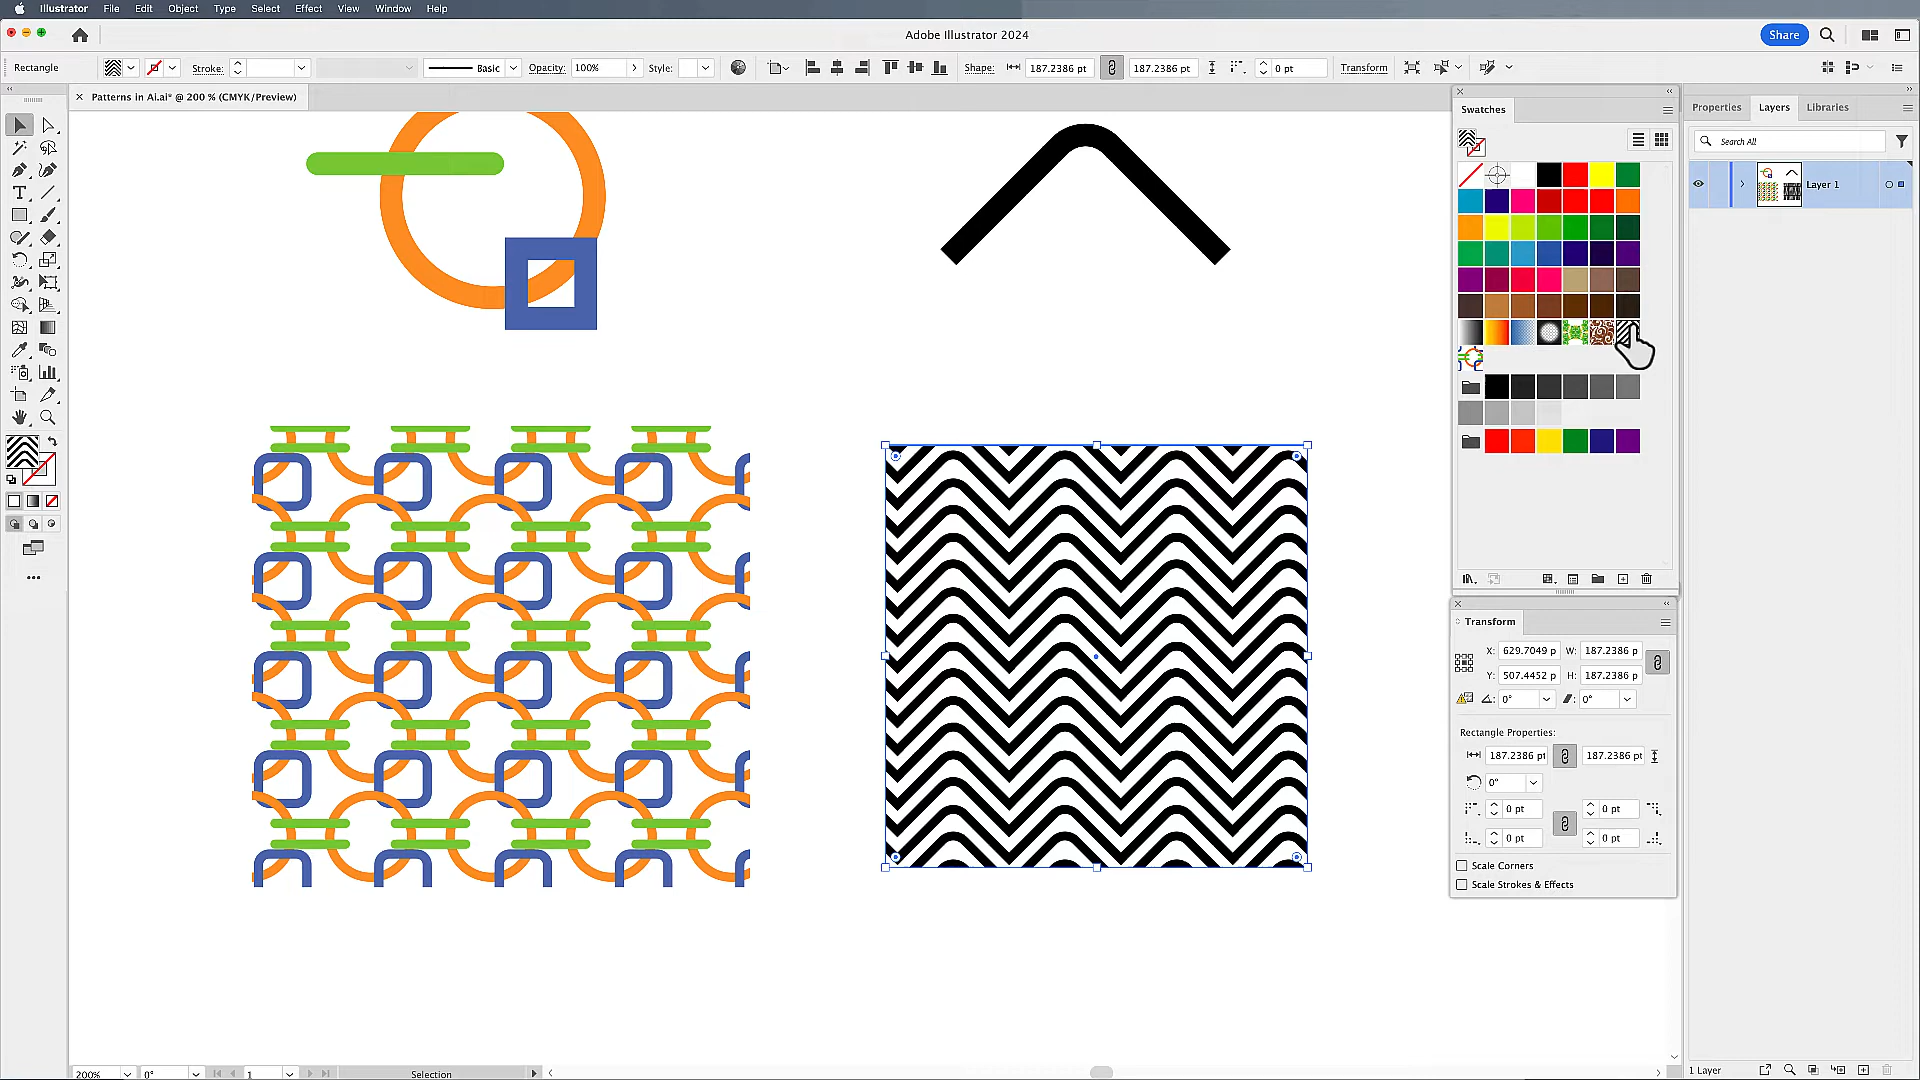 Illustrator File Edit Object Type Select Effect View Window Help
Adobe Illustrator 2024
Share
Rectangle
Stroke:
Basic
Opacity: 100%
Style:
Shape: 187.2386 pt 187.2386 pt
0 pt
Transform
× Patterns in Ai.ai* @ 200 % (CMYK/Preview)
Swatches
Properties Layers Libraries
Search All
Layer 1
Transform
X: 629.7049 p W: 187.2386 p
Y: 507.4452 p H: 187.2386 p
0° 0°
Rectangle Properties:
187.2386 pt 187.2386 pt
0°
0 pt 0 pt
0 pt 0 pt
Scale Corners
Scale Strokes & Effects
200% 0° 1 Selection
1 Layer